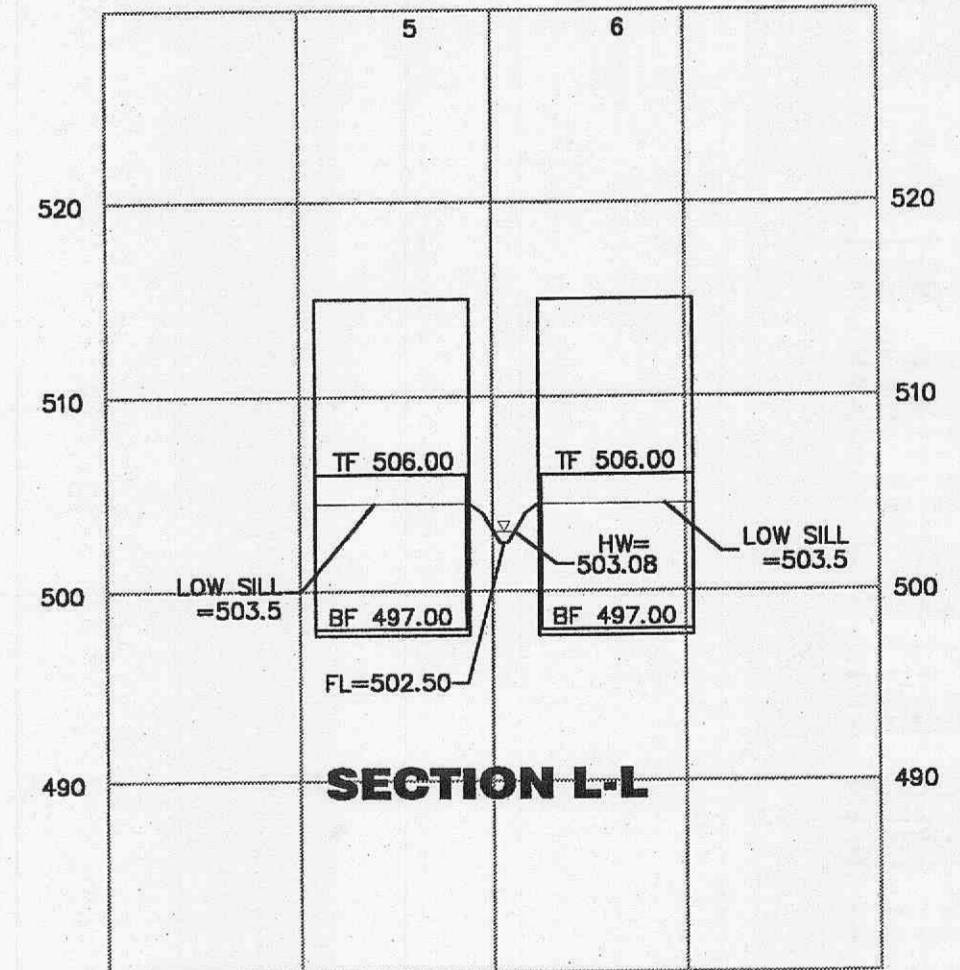 5 6
520 520
510 510
TF 506.00 TF 506.00
HW=
503.08
LOW SILL
=503.5
LOW SILL
=503.5
500 500
BF 497.00 BF 497.00
FL=502.50
490 490
SECTION L-L